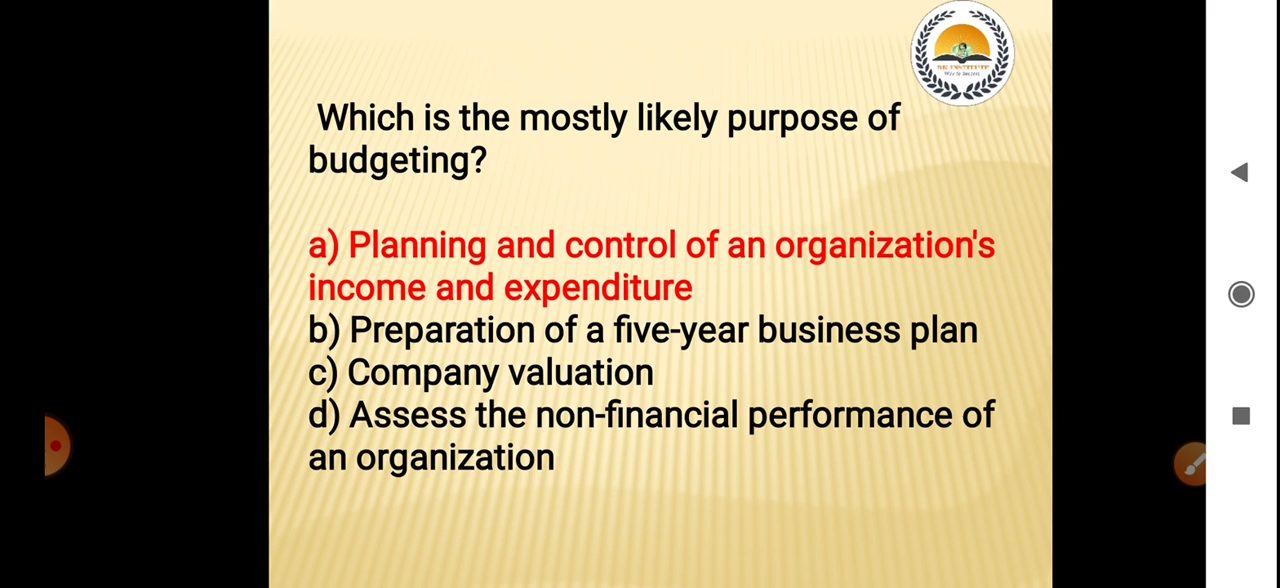 Which is the mostly likely purpose of
budgeting?
a) Planning and control of an organization's
income and expenditure
b) Preparation of a five-year business plan
c) Company valuation
d) Assess the non-financial performance of
an organization